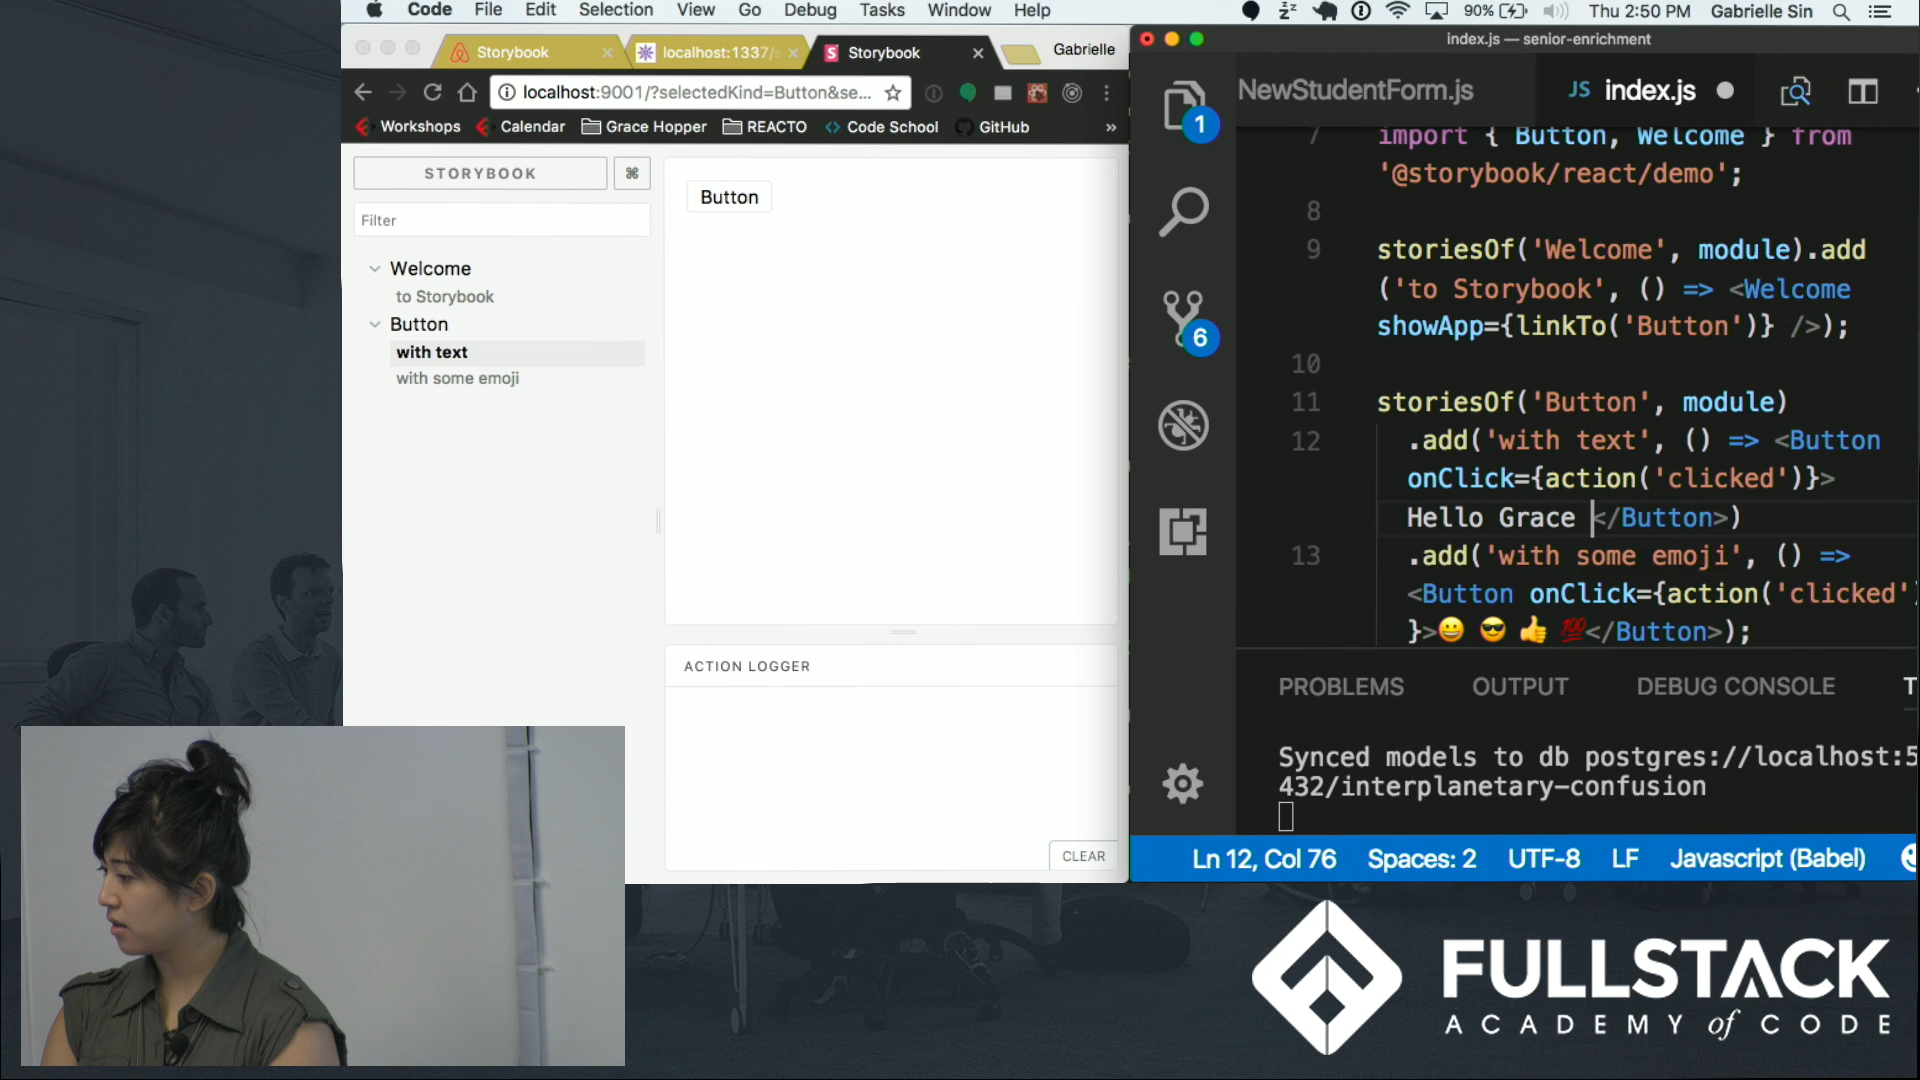 Code File Edit Selection View Go Debug Tasks Window Help
90% Thu 2:50 PM Gabrielle Sin
Storybook
localhost:1337/s
Storybook
Gabrielle
localhost:9001/?selectedKind=Button&se...
Workshops Calendar Grace Hopper REACTO Code School GitHub »
STORYBOOK ⌘
Filter
Welcome
to Storybook
Button
with text
with some emoji
Button
ACTION LOGGER
CLEAR
index.js — senior-enrichment
NewStudentForm.js JS index.js
1
6
7 import { Button, Welcome } from
'@storybook/react/demo';
8
9 storiesOf('Welcome', module).add
('to Storybook', () => <Welcome
showApp={linkTo('Button')} />);
10
11 storiesOf('Button', module)
12 .add('with text', () => <Button
onClick={action('clicked')}>
Hello Grace </Button>)
13 .add('with some emoji', () =>
<Button onClick={action('clicked')
}>😀 😎 👍 💯</Button>);
PROBLEMS OUTPUT DEBUG CONSOLE T
Synced models to db postgres://localhost:5
432/interplanetary-confusion
Ln 12, Col 76 Spaces: 2 UTF-8 LF Javascript (Babel)
FULLSTACK
ACADEMY of CODE